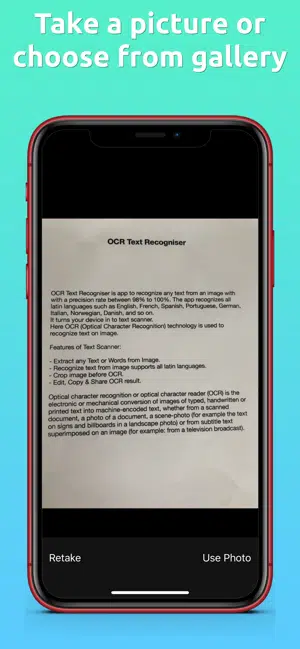 Take a picture or
choose from gallery
OCR Text Recogniser
OCR Text Recogniser is app to recognize any text from an image with
with a precision rate between 98% to 100%. The app recognizes all
latin languages such as English, French, Spanish, Portuguese, German,
Italian, Norwegian, Danish, and so on.
It turns your device in to text scanner.
Here OCR (Optical Character Recognition) technology is used to
recognize text on Image.
Features of Text Scanner:
- Extract any Text or Words from Image.
- Recognize text from image supports all latin languages.
- Crop image before OCR.
- Edit, Copy & Share OCR result.
Optical character recognition or optical character reader (OCR) is the
electronic or mechanical conversion of images of typed, handwritten or
printed text into machine-encoded text, whether from a scanned
document, a photo of a document, a scene-photo (for example the text
on signs and billboards in a landscape photo) or from subtitle text
superimposed on an image (for example: from a television broadcast).
Retake
Use Photo